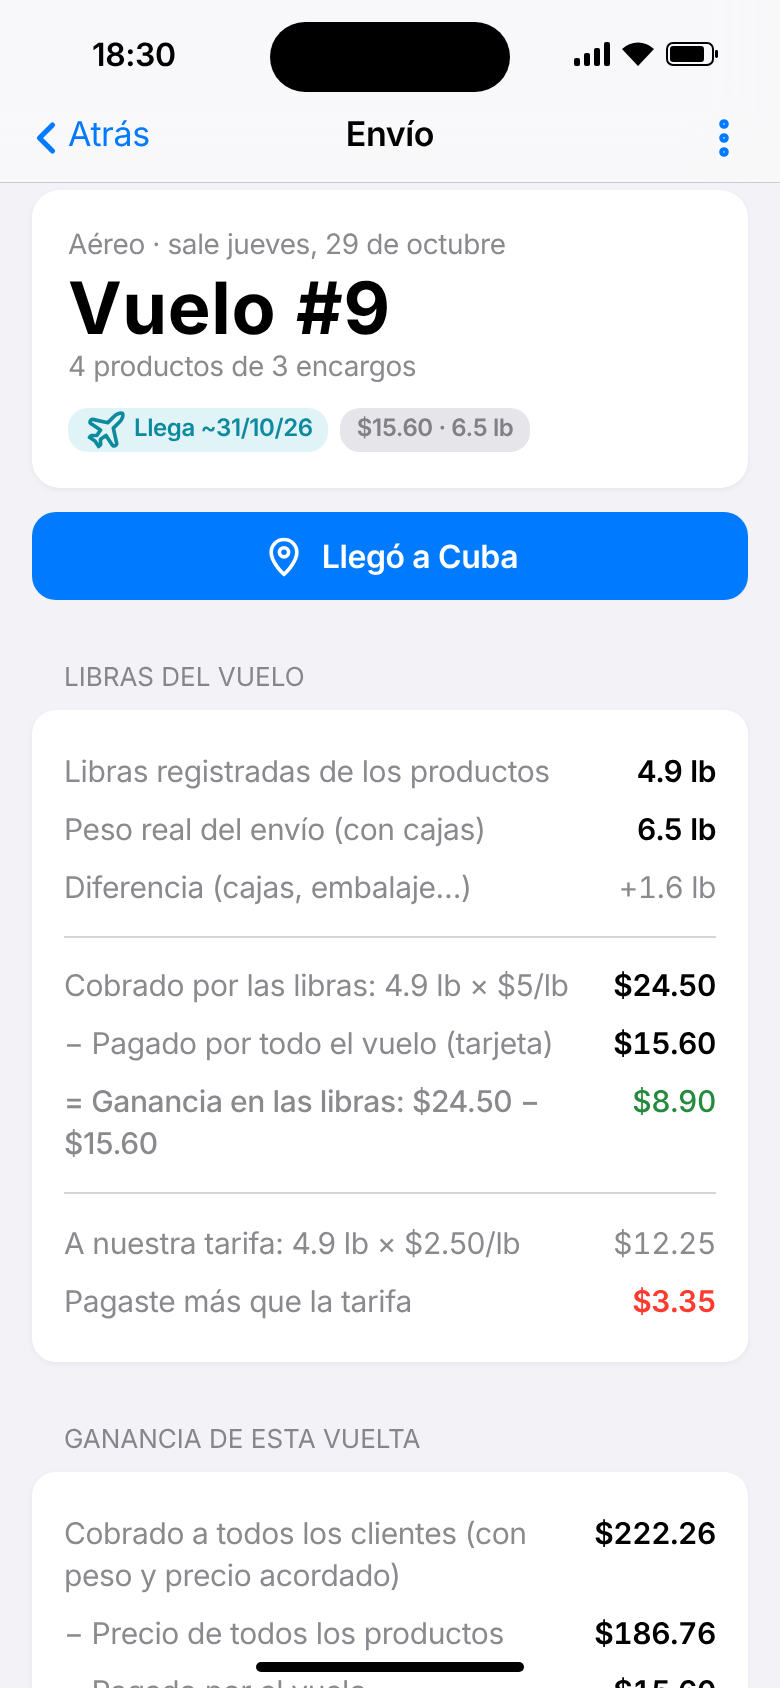 18:30
Atrás
Envío
Aéreo · sale jueves, 29 de octubre
Vuelo #9
4 productos de 3 encargos
Llega ~31/10/26
$15.60 · 6.5 lb
Llegó a Cuba
LIBRAS DEL VUELO
Libras registradas de los productos 4.9 lb
Peso real del envío (con cajas) 6.5 lb
Diferencia (cajas, embalaje...) +1.6 lb
Cobrado por las libras: 4.9 lb × $5/lb $24.50
− Pagado por todo el vuelo (tarjeta) $15.60
= Ganancia en las libras: $24.50 − $8.90
$15.60
A nuestra tarifa: 4.9 lb × $2.50/lb $12.25
Pagaste más que la tarifa $3.35
GANANCIA DE ESTA VUELTA
Cobrado a todos los clientes (con $222.26
peso y precio acordado)
− Precio de todos los productos $186.76
Pagado por el vuelo $15.60